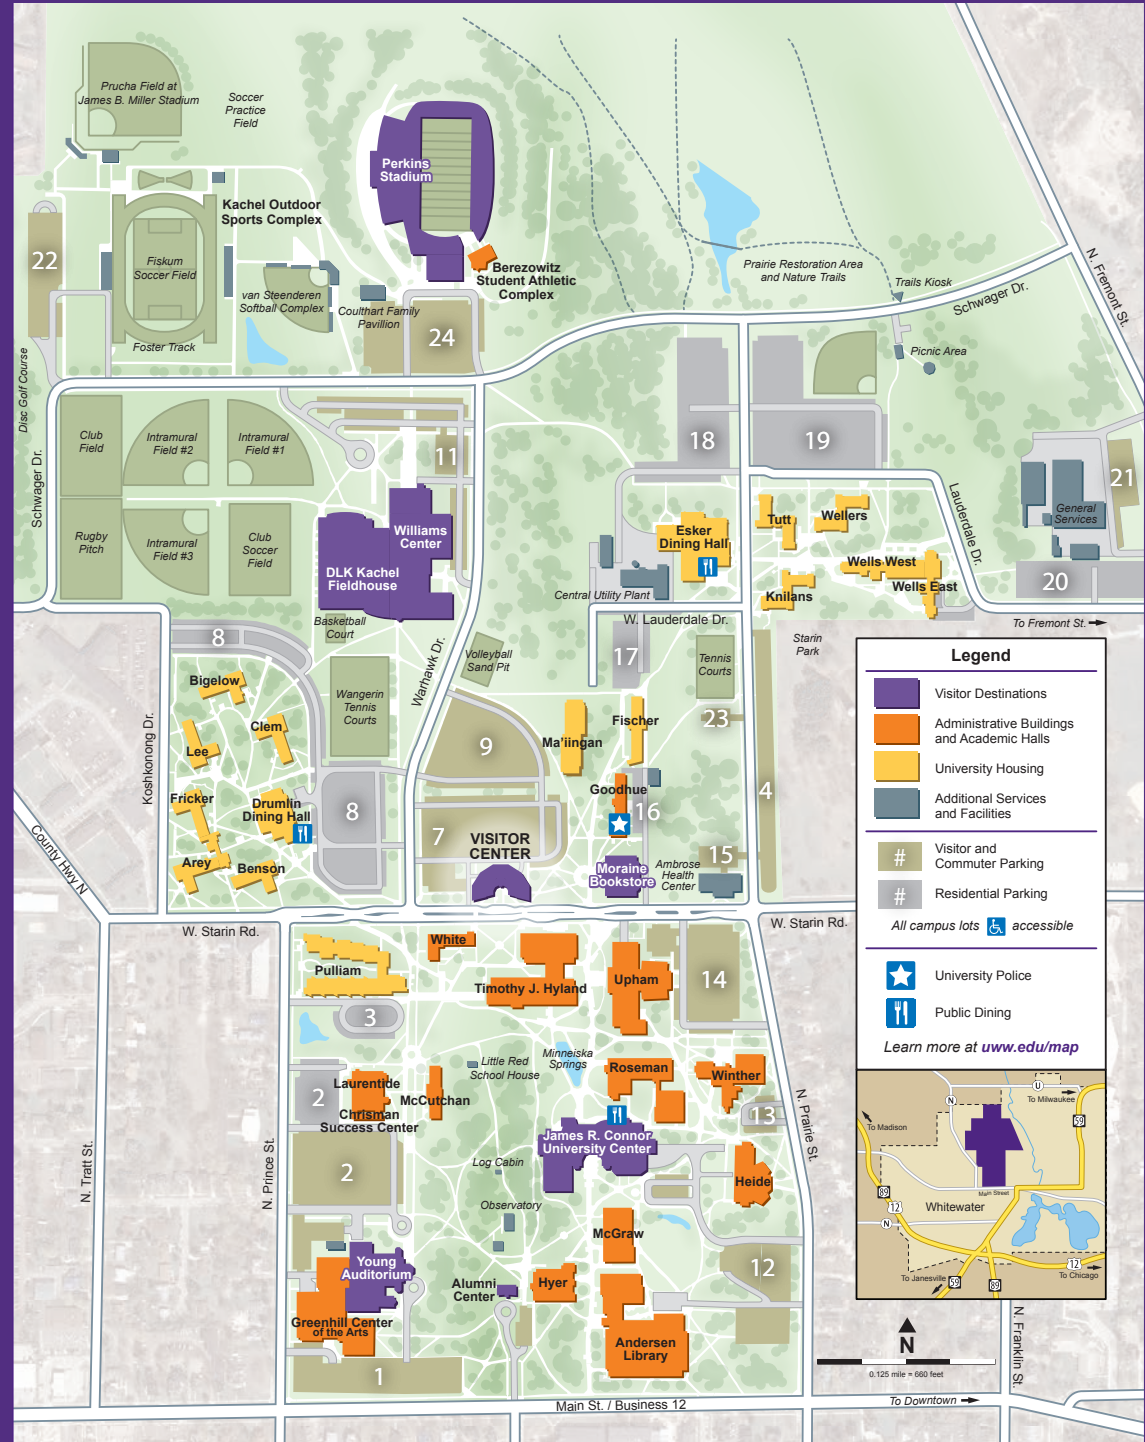 Prucha Field at
James B. Miller Stadium
Soccer
Practice
Field
Perkins
Stadium
Kachel Outdoor
Sports Complex
22
Fiskum
Soccer Field
van Steenderen
Softball Complex
Coulthart Family
Pavillion
Berezowitz
Student Athletic
Complex
24
Foster Track
Disc Golf Course
Prairie Restoration Area
and Nature Trails
Trails Kiosk
Schwager Dr.
N. Fremont St.
Picnic Area
Schwager Dr.
Club
Field
Intramural
Field #2
Intramural
Field #1
11
18
19
21
Rugby
Pitch
Intramural
Field #3
Club
Soccer
Field
Williams
Center
DLK Kachel
Fieldhouse
Esker
Dining Hall
Tutt
Wellers
Lauderdale Dr.
General
Services
Wells West
Wells East
Knilans
20
Central Utility Plant
W. Lauderdale Dr.
To Fremont St.
Basketball
Court
8
Volleyball
Sand Pit
Warhawk Dr.
17
Tennis
Courts
Starin
Park
Bigelow
Wangerin
Tennis
Courts
Clem
Lee
Koshkonong Dr.
9
Ma'iingan
Fischer
23
Fricker
Drumlin
Dining Hall
8
Goodhue
16
4
County Hwy N
7
VISITOR
CENTER
Arey
Benson
Moraine
Bookstore
Ambrose
Health
Center
15
W. Starin Rd.
W. Starin Rd.
Pulliam
White
Timothy J. Hyland
Upham
14
3
Little Red
School House
Minneiska
Springs
Roseman
Winther
2
Laurentide
McCutchan
Chrisman
Success Center
13
James R. Connor
University Center
N. Prairie St.
N. Tratt St.
N. Prince St.
2
Log Cabin
Heide
Observatory
McGraw
Young
Auditorium
Alumni
Center
Hyer
12
Greenhill Center
of the Arts
Andersen
Library
1
Main St. / Business 12
To Downtown
N. Franklin St.
Legend
Visitor Destinations
Administrative Buildings
and Academic Halls
University Housing
Additional Services
and Facilities
#
Visitor and
Commuter Parking
#
Residential Parking
All campus lots accessible
University Police
Public Dining
Learn more at uww.edu/map
U
N
To Milwaukee
59
To Madison
89
12
Main Street
Whitewater
N
12
To Janesville
59
89
To Chicago
N
0.125 mile = 660 feet